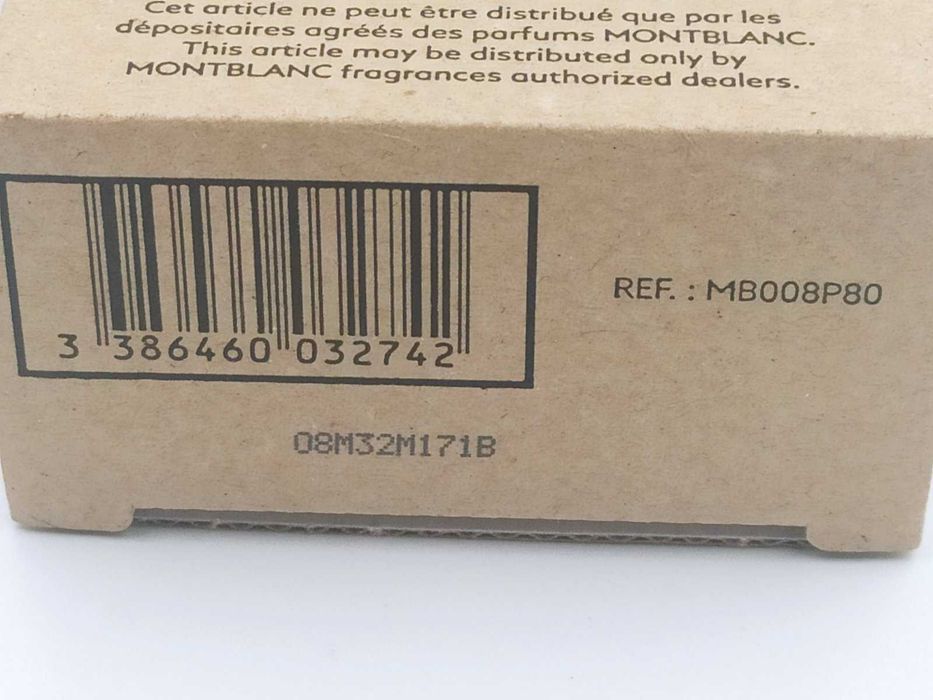 Cet article ne peut être distribué que par les
dépositaires agréés des parfums MONTBLANC.
This article may be distributed only by
MONTBLANC fragrances authorized dealers.
REF. : MB008P80
3 386460 032742
08M32M171B